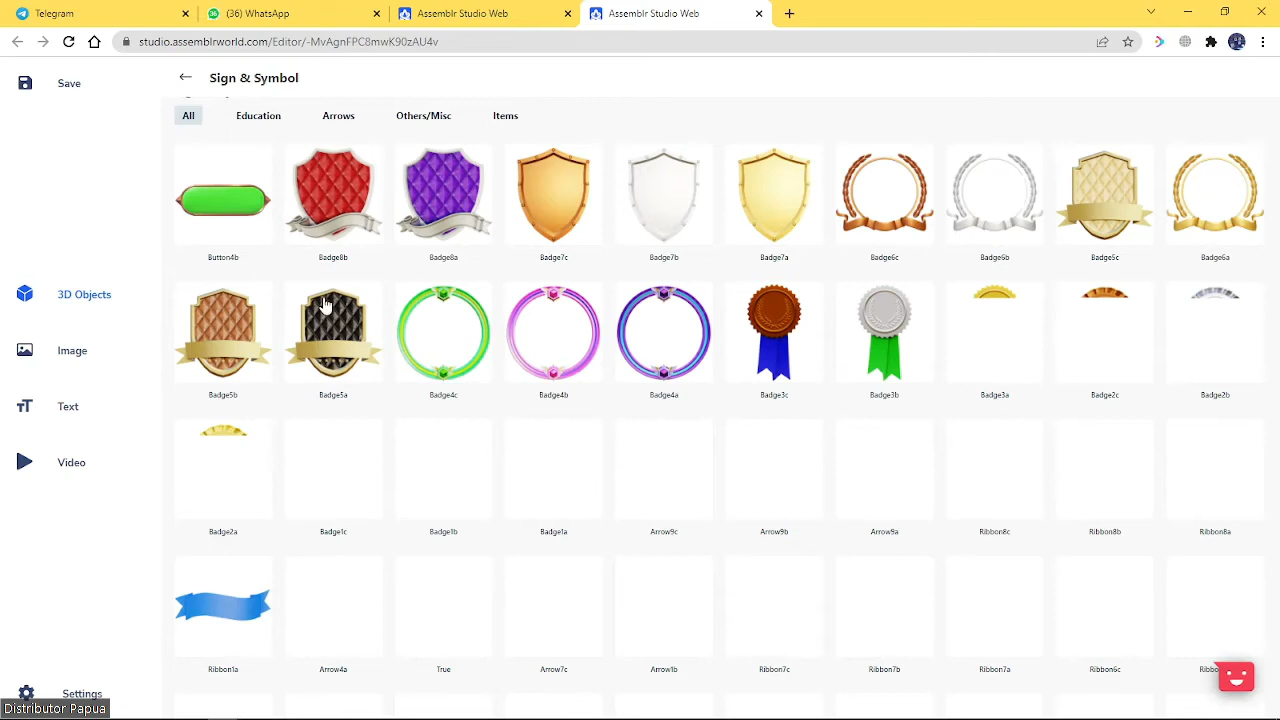 Telegram
(36) WhatsApp
Assemblr Studio Web
Assemblr Studio Web
studio.assemblrworld.com/Editor/-MvAgnFPC8mwK90zAU4v
Save
Sign & Symbol
All
Education
Arrows
Others/Misc
Items
Button4b
Badge8b
Badge8a
Badge7c
Badge7b
Badge7a
Badge6c
Badge6b
Badge5c
Badge6a
3D Objects
Badge5b
Badge5a
Badge4c
Badge4b
Badge4a
Badge3c
Badge3b
Badge3a
Badge2c
Badge2b
Image
Text
Video
Badge2a
Badge1c
Badge1b
Badge1a
Arrow9c
Arrow9b
Arrow9a
Ribbon8c
Ribbon8b
Ribbon8a
Ribbon1a
Arrow4a
True
Arrow7c
Arrow1b
Ribbon7c
Ribbon7b
Ribbon7a
Ribbon6c
Settings
Distributor Papua